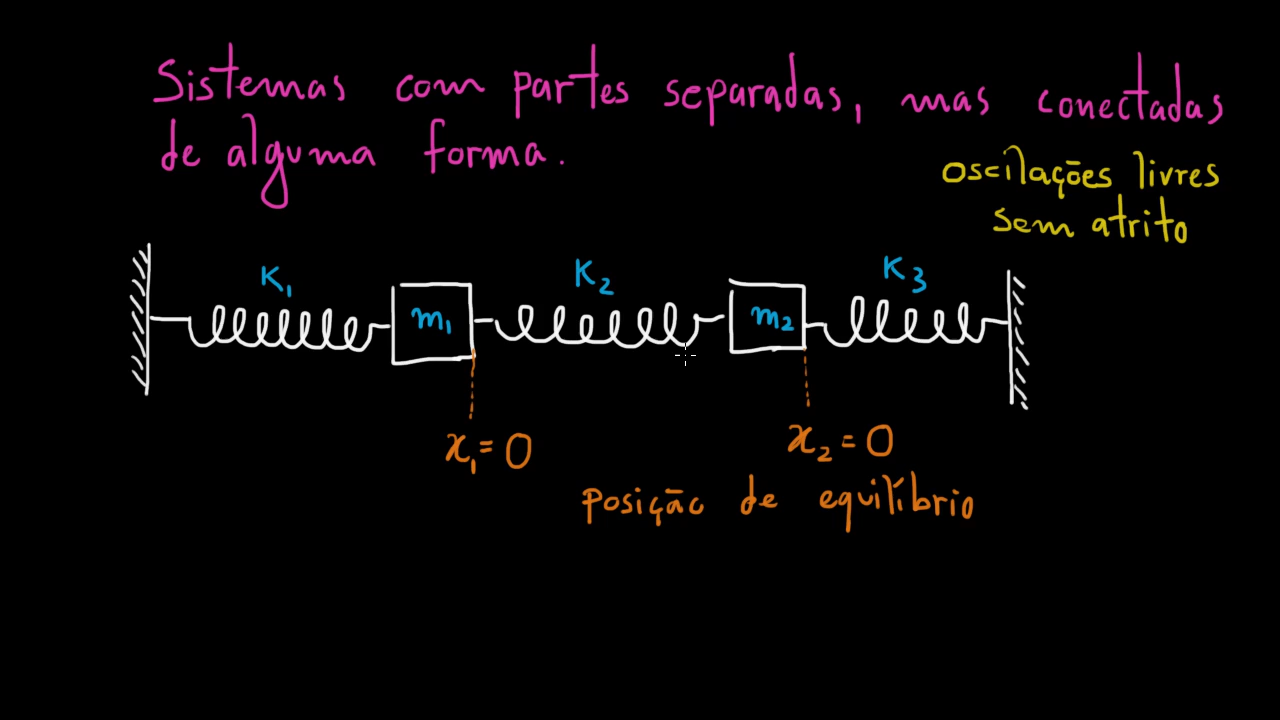 Sistemas com partes separadas, mas conectadas
de alguma forma.
oscilações livres
sem atrito
K₁ K₂ K₃
m₁ m₂
x₁=0 x₂=0
posição de equilíbrio